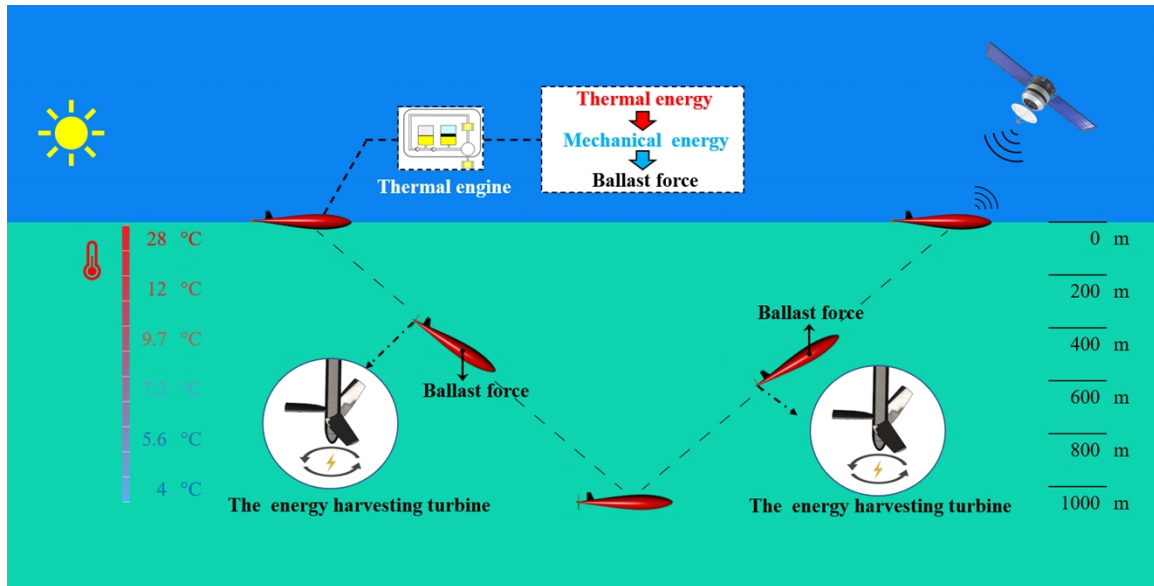 Thermal energy
Mechanical energy
Ballast force
Thermal engine
28 °C
12 °C
9.7 °C
7.2 °C
5.6 °C
4 °C
Ballast force
The energy harvesting turbine
Ballast force
The energy harvesting turbine
0 m
200 m
400 m
600 m
800 m
1000 m